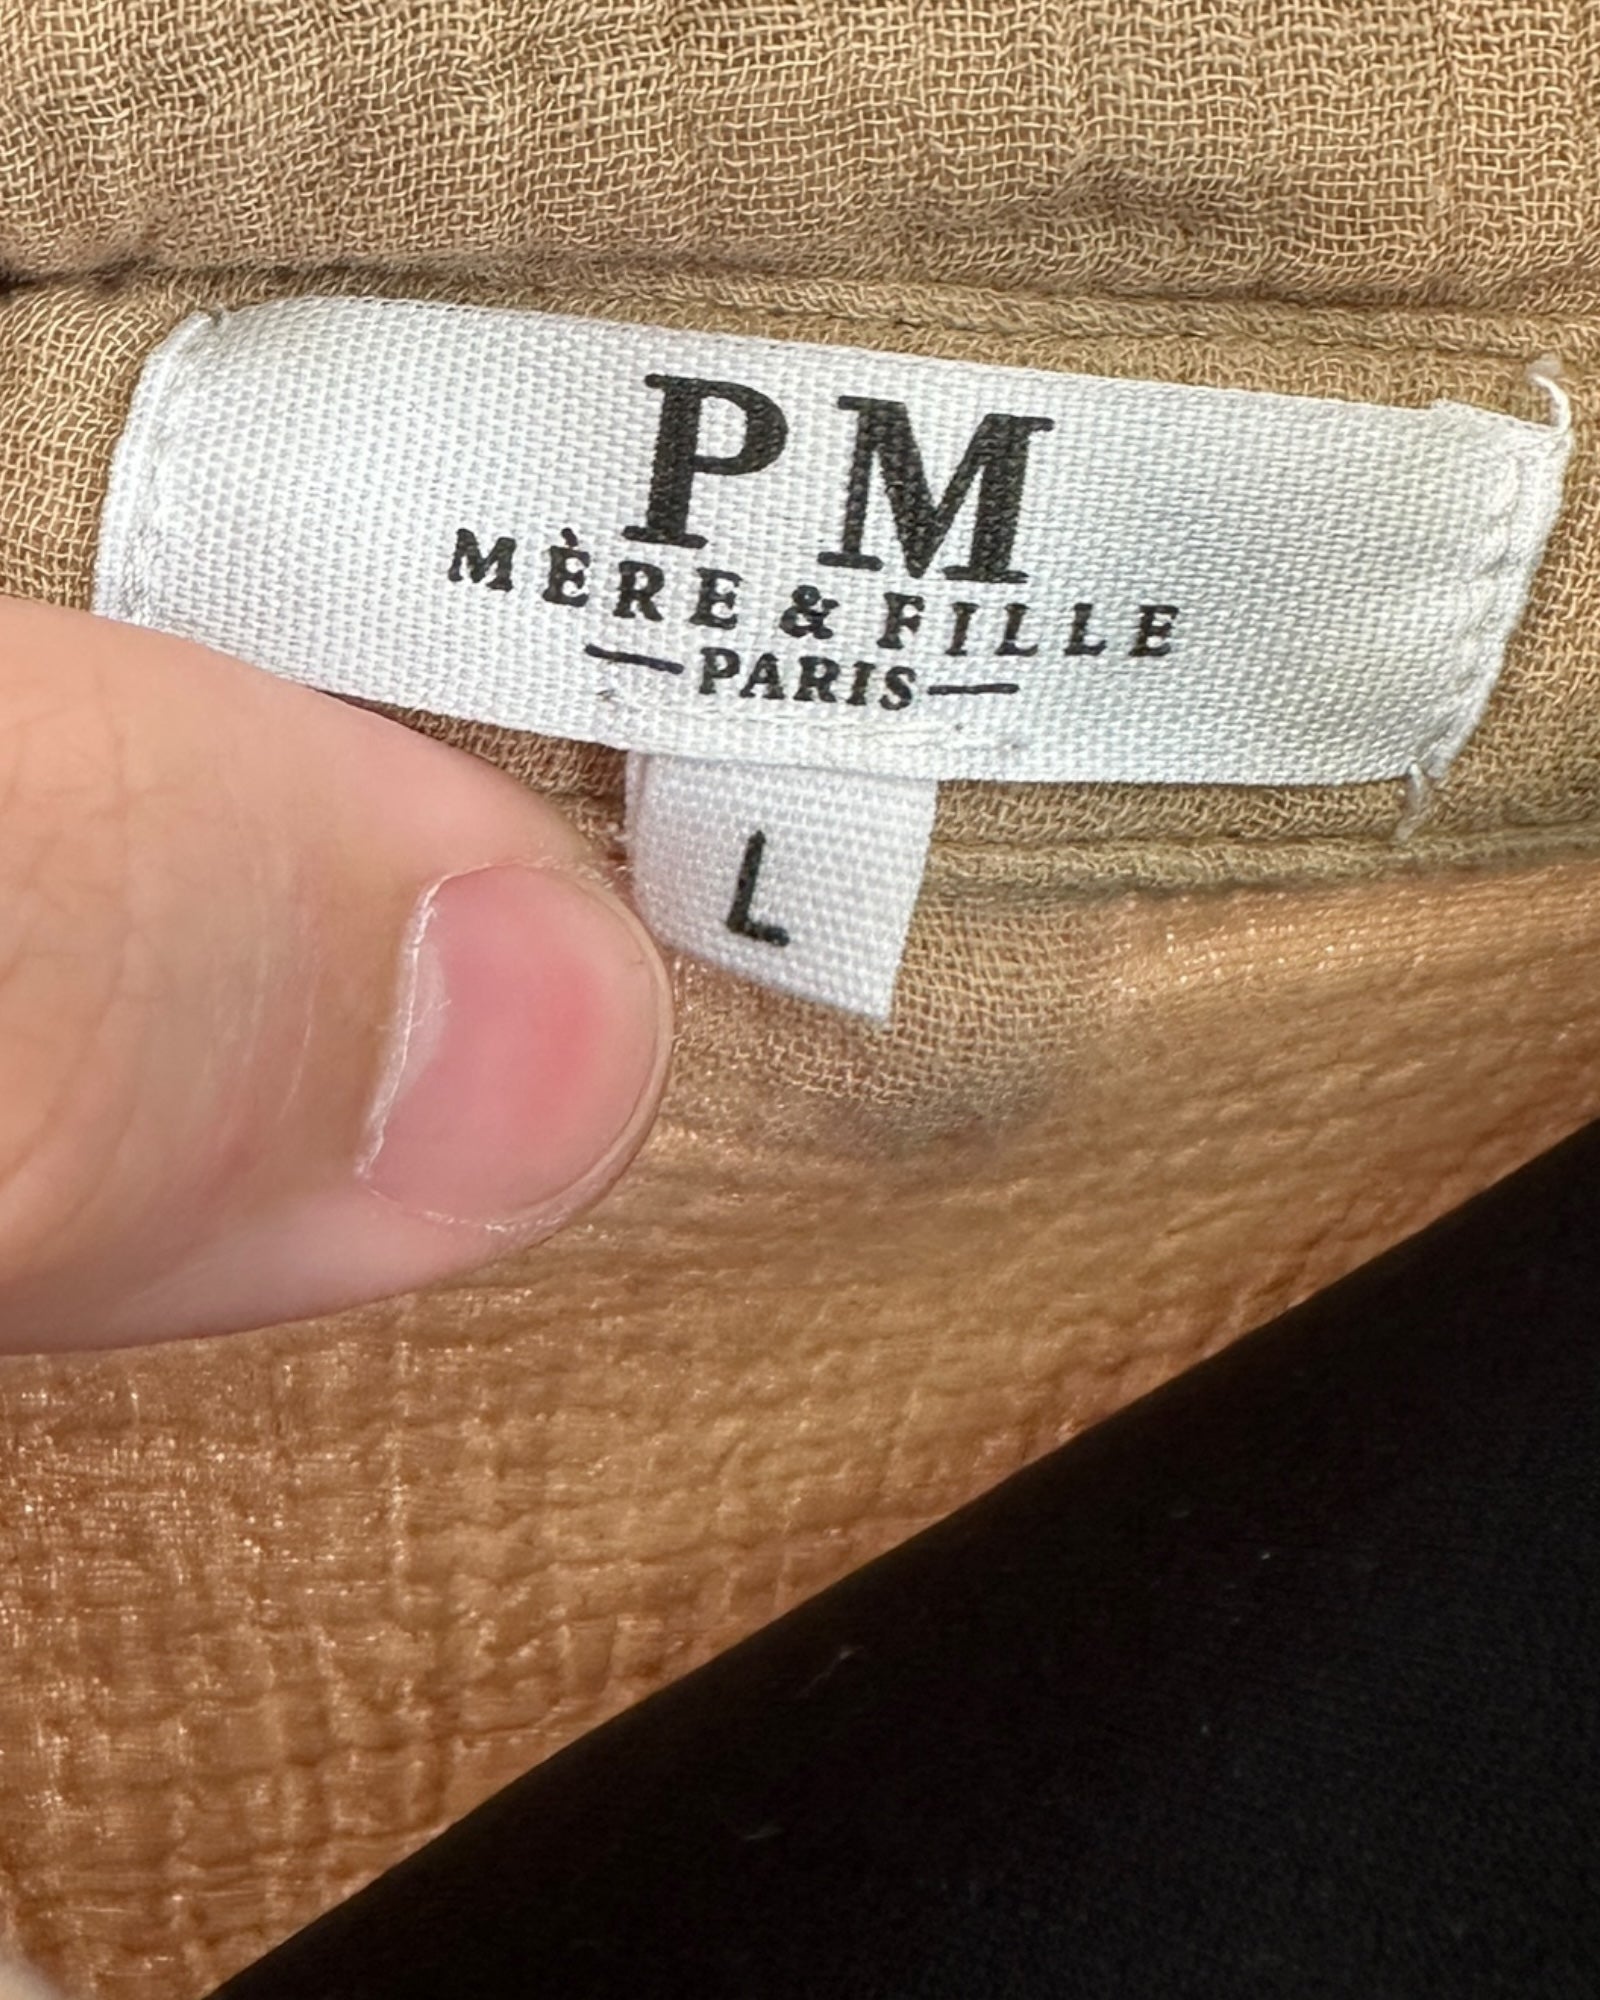 PM
MÈRE & FILLE
—PARIS—
L